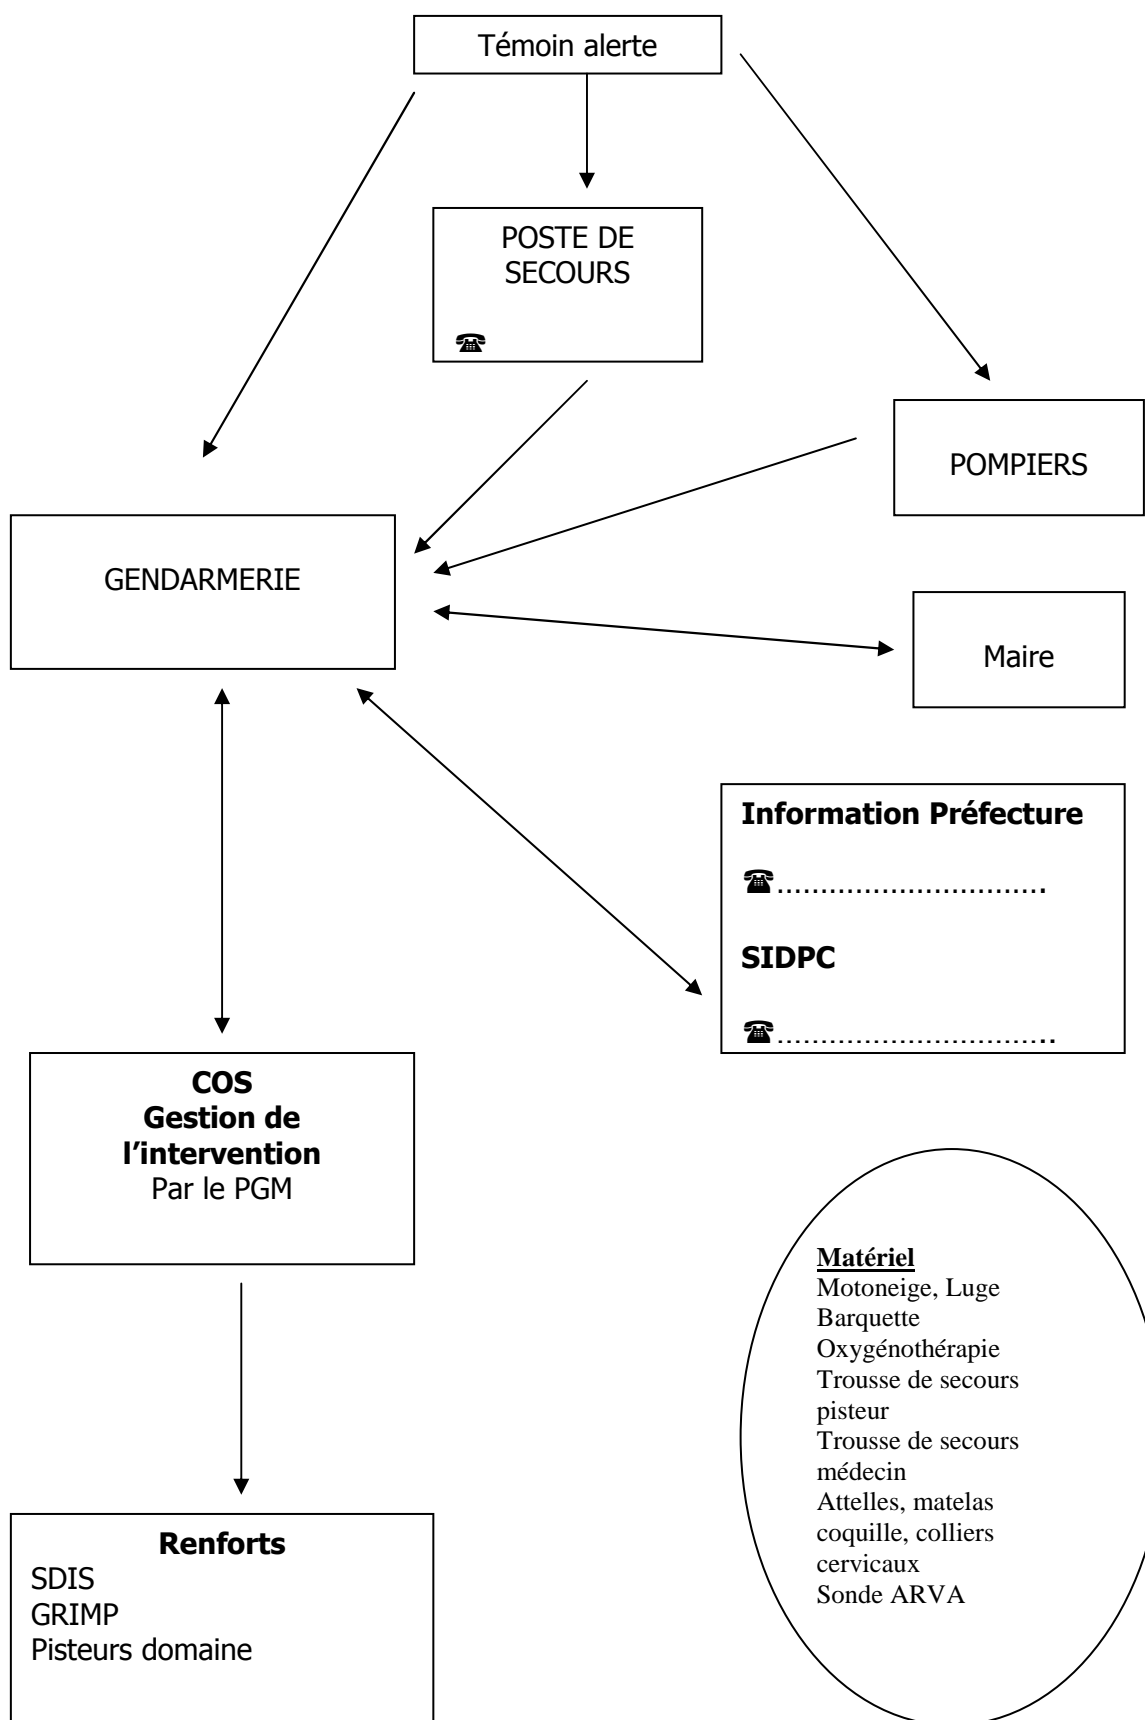 Témoin alerte
POSTE DE
SECOURS
☎
POMPIERS
GENDARMERIE
Maire
Information Préfecture
☎…………………………….
SIDPC
☎……………………………..
COS
Gestion de
l’intervention
Par le PGM
Matériel
Motoneige, Luge
Barquette
Oxygénothérapie
Trousse de secours
pisteur
Trousse de secours
médecin
Attelles, matelas
coquille, colliers
cervicaux
Sonde ARVA
Renforts
SDIS
GRIMP
Pisteurs domaine